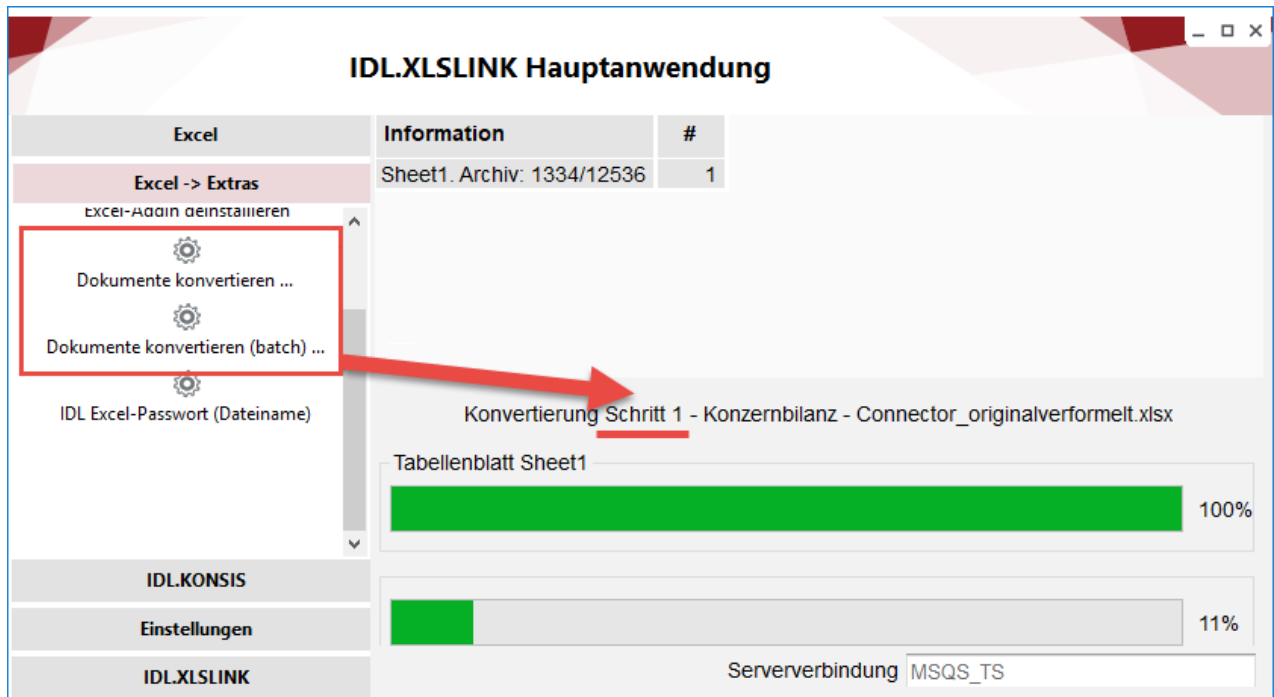 IDL.XLSLINK Hauptanwendung
Excel
Excel -> Extras
Excel-Addin deinstallieren
Dokumente konvertieren ...
Dokumente konvertieren (batch) ...
IDL Excel-Passwort (Dateiname)
IDL.KONSIS
Einstellungen
IDL.XLSLINK
Information #
Sheet1. Archiv: 1334/12536 1
Konvertierung Schritt 1 - Konzernbilanz - Connector_originalverformelt.xlsx
Tabellenblatt Sheet1
100%
11%
Serververbindung MSQS_TS